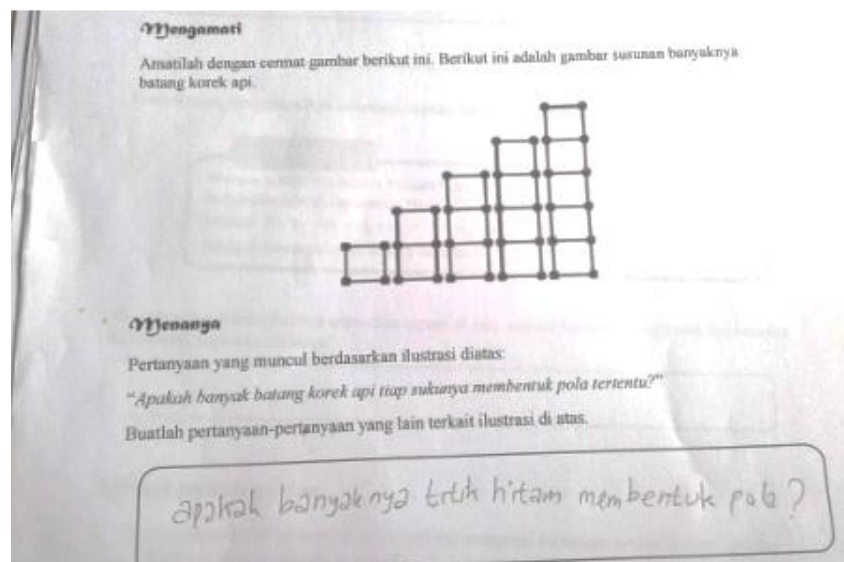 Mengamati
Amatilah dengan cermat gambar berikut ini. Berikut ini adalah gambar susunan banyaknya
batang korek api.
Menanya
Pertanyaan yang muncul berdasarkan ilustrasi diatas:
"Apakah banyak batang korek api tiap sukunya membentuk pola tertentu?"
Buatlah pertanyaan-pertanyaan yang lain terkait ilustrasi di atas.
apakah banyaknya titik hitam membentuk pola?